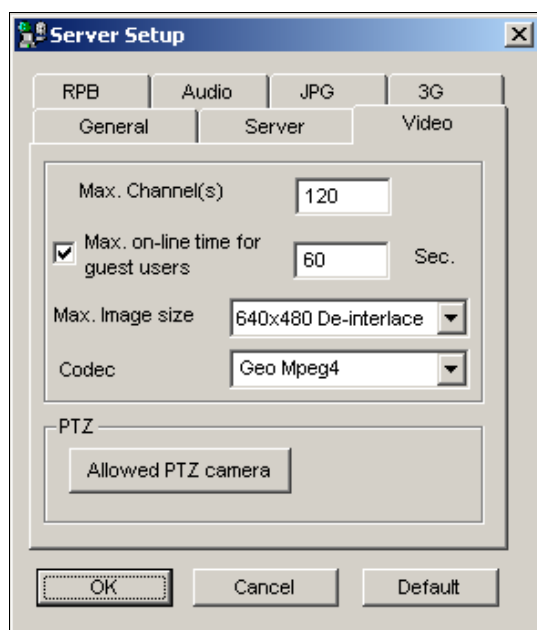 Server Setup
RPB Audio JPG 3G
General Server Video
Max. Channel(s) 120
Max. on-line time for
guest users 60 Sec.
Max. Image size 640x480 De-interlace
Codec Geo Mpeg4
PTZ
Allowed PTZ camera
OK Cancel Default